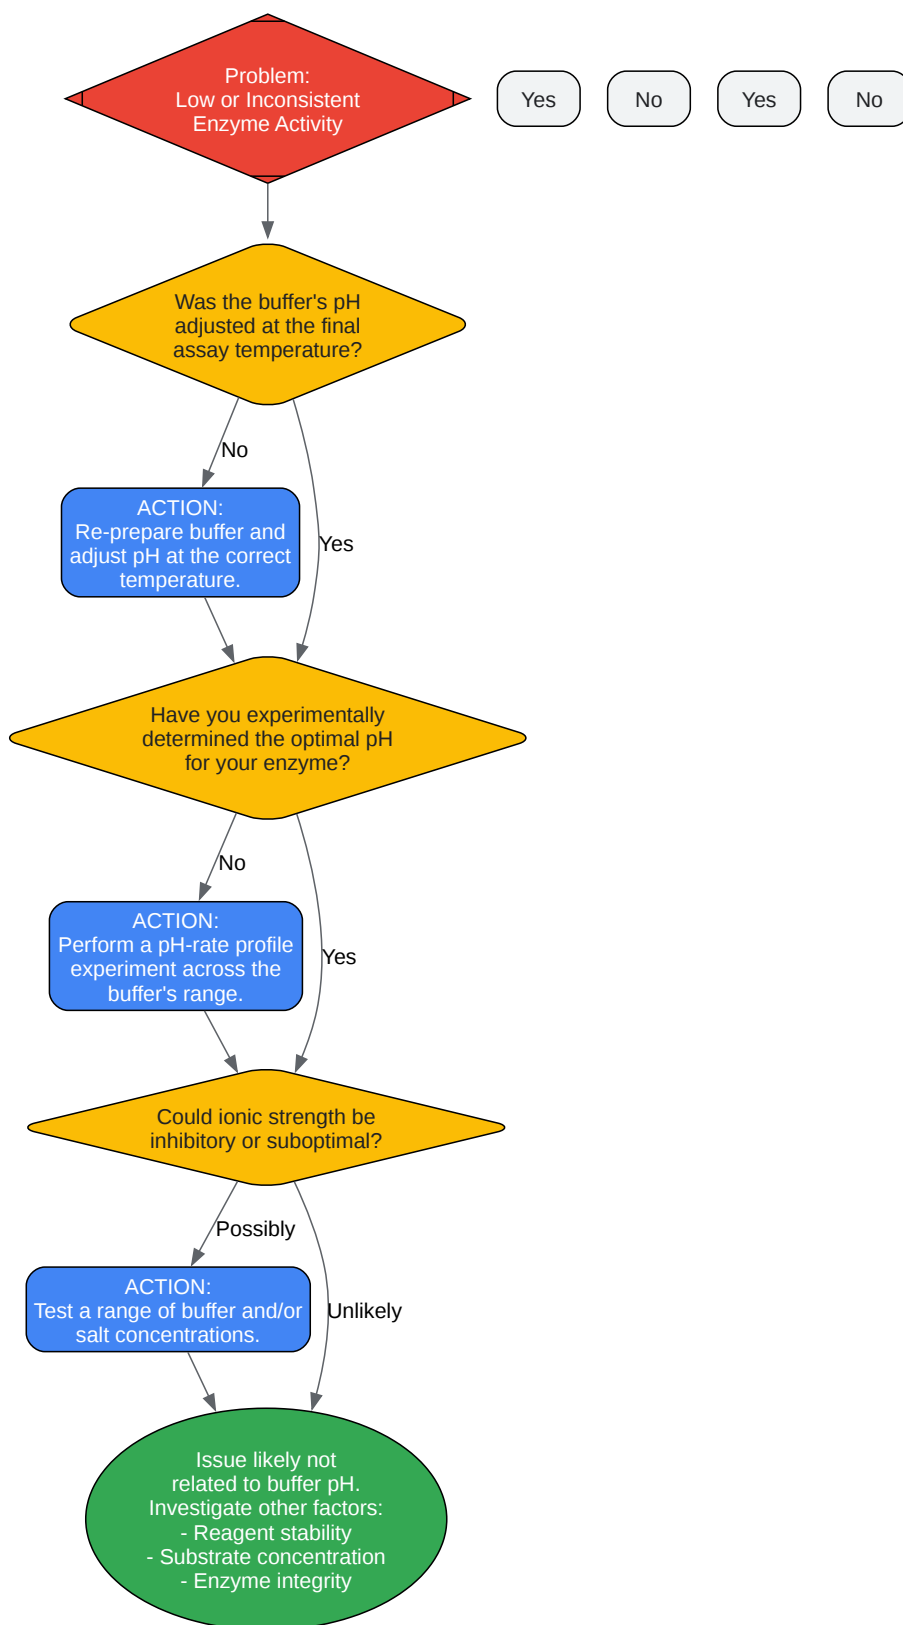 Problem:
Low or Inconsistent
Enzyme Activity
Yes
No
Yes
No
Was the buffer's pH
adjusted at the final
assay temperature?
No
ACTION:
Re-prepare buffer and
adjust pH at the correct
temperature.
Yes
Have you experimentally
determined the optimal pH
for your enzyme?
No
ACTION:
Perform a pH-rate profile
experiment across the
buffer's range.
Yes
Could ionic strength be
inhibitory or suboptimal?
Possibly
ACTION:
Test a range of buffer and/or
salt concentrations.
Unlikely
Issue likely not
related to buffer pH.
Investigate other factors:
- Reagent stability
- Substrate concentration
- Enzyme integrity